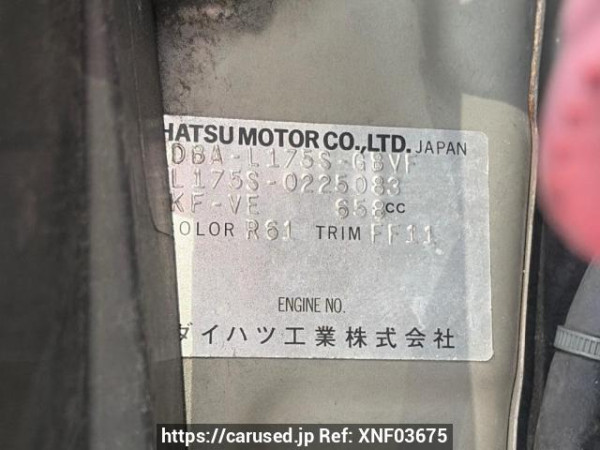 HATSU MOTOR CO., LTD. JAPAN
DBA-L175S-GBVF
L175S-0225083
KF-VE 658cc
OLOR R61 TRIM FF11
ENGINE NO.
ダイハツ工業株式会社
https://carused.jp Ref: XNF03675